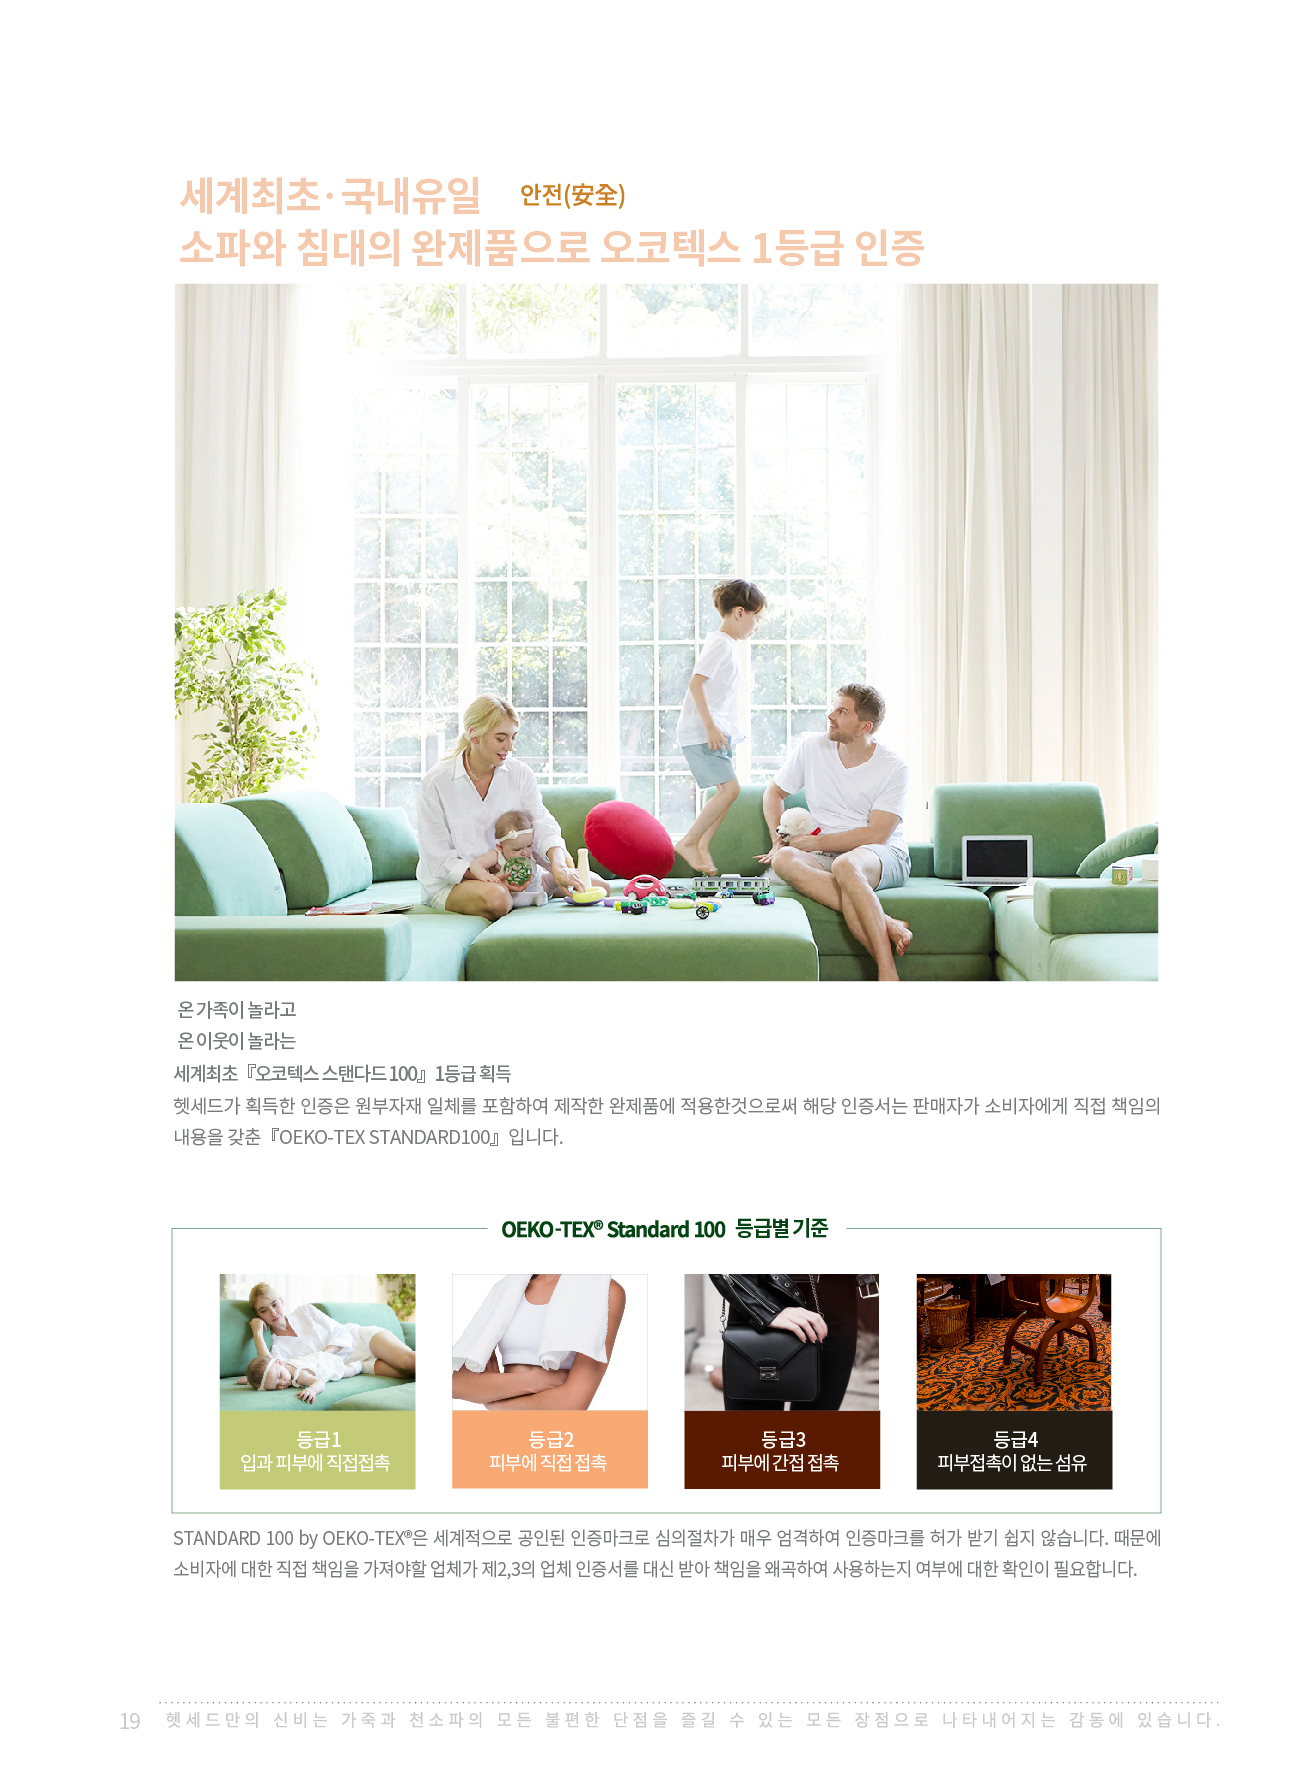 세계최초·국내유일 안전(安全)
소파와 침대의 완제품으로 오코텍스 1등급 인증
온 가족이 놀라고
온 이웃이 놀라는
세계최초『오코텍스 스탠다드 100』1등급 획득
헷세드가 획득한 인증은 원부자재 일체를 포함하여 제작한 완제품에 적용한것으로써 해당 인증서는 판매자가 소비자에게 직접 책임의
내용을 갖춘『OEKO-TEX STANDARD100』입니다.
OEKO-TEX® Standard 100 등급별 기준
등급1
입과 피부에 직접접촉
등급2
피부에 직접 접촉
등급3
피부에 간접 접촉
등급4
피부접촉이 없는 섬유
STANDARD 100 by OEKO-TEX®은 세계적으로 공인된 인증마크로 심의절차가 매우 엄격하여 인증마크를 허가 받기 쉽지 않습니다. 때문에
소비자에 대한 직접 책임을 가져야할 업체가 제2,3의 업체 인증서를 대신 받아 책임을 왜곡하여 사용하는지 여부에 대한 확인이 필요합니다.
19 헷세드만의 신비는 가죽과 천소파의 모든 불편한 단점을 즐길 수 있는 모든 장점으로 나타내어지는 감동에 있습니다.